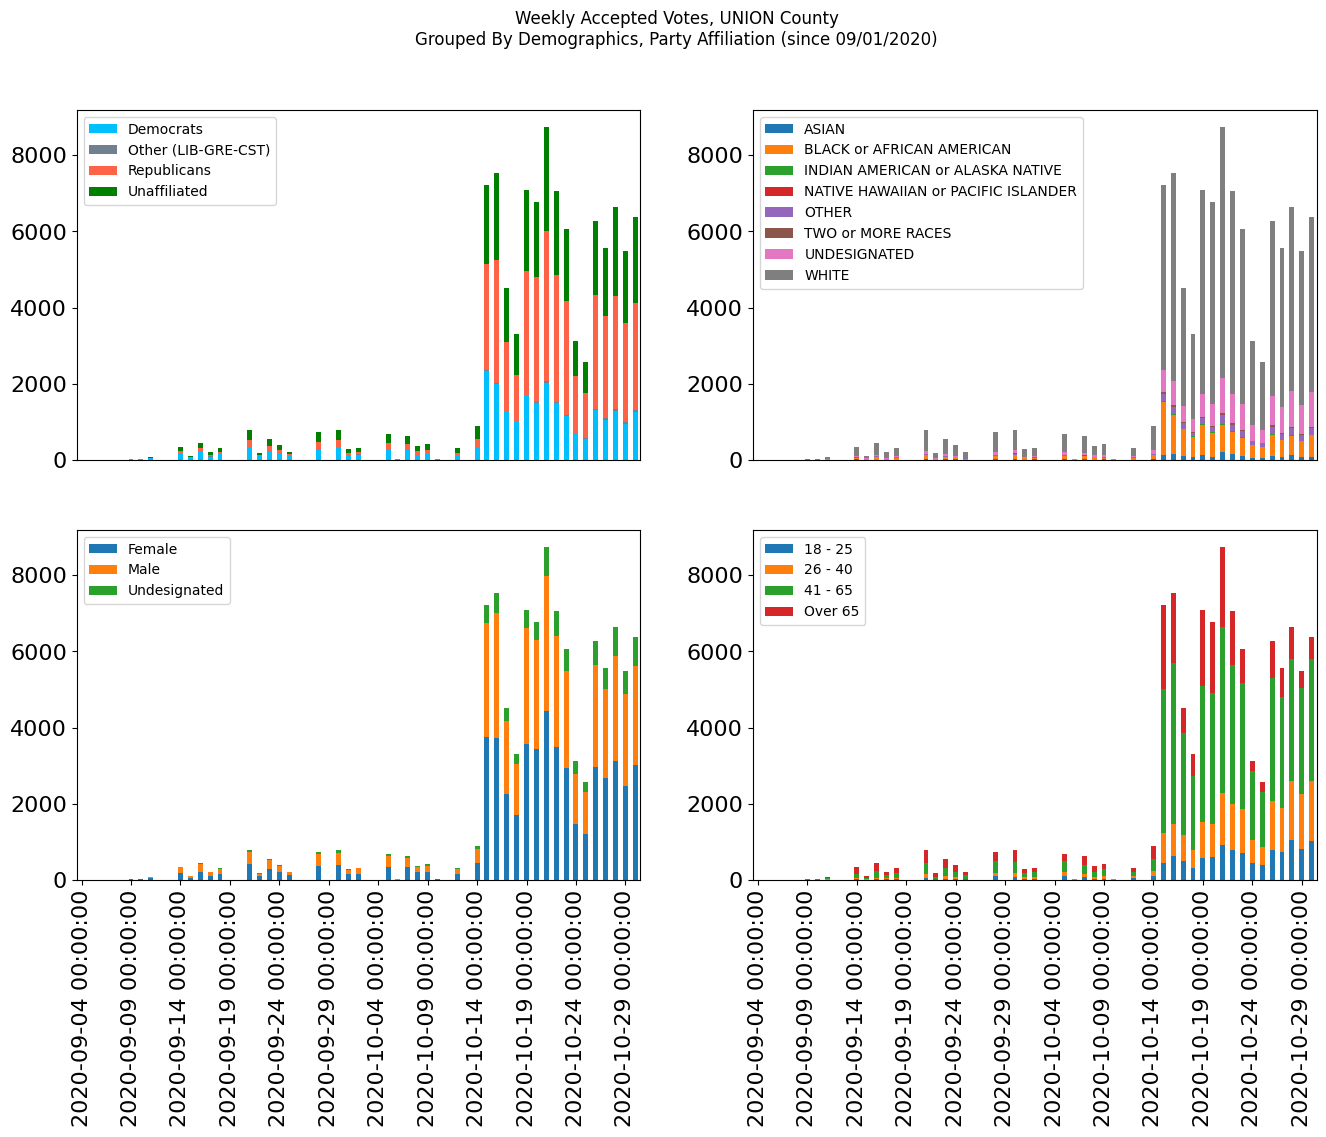 Weekly Accepted Votes, UNION County
Grouped By Demographics, Party Affiliation (since 09/01/2020)
8000
6000
4000
2000
0
Democrats
Other (LIB-GRE-CST)
Republicans
Unaffiliated
8000
6000
4000
2000
0
ASIAN
BLACK or AFRICAN AMERICAN
INDIAN AMERICAN or ALASKA NATIVE
NATIVE HAWAIIAN or PACIFIC ISLANDER
OTHER
TWO or MORE RACES
UNDESIGNATED
WHITE
8000
6000
4000
2000
0
Female
Male
Undesignated
2020-09-04 00:00:00
2020-09-09 00:00:00
2020-09-14 00:00:00
2020-09-19 00:00:00
2020-09-24 00:00:00
2020-09-29 00:00:00
2020-10-04 00:00:00
2020-10-09 00:00:00
2020-10-14 00:00:00
2020-10-19 00:00:00
2020-10-24 00:00:00
2020-10-29 00:00:00
8000
6000
4000
2000
0
18 - 25
26 - 40
41 - 65
Over 65
2020-09-04 00:00:00
2020-09-09 00:00:00
2020-09-14 00:00:00
2020-09-19 00:00:00
2020-09-24 00:00:00
2020-09-29 00:00:00
2020-10-04 00:00:00
2020-10-09 00:00:00
2020-10-14 00:00:00
2020-10-19 00:00:00
2020-10-24 00:00:00
2020-10-29 00:00:00